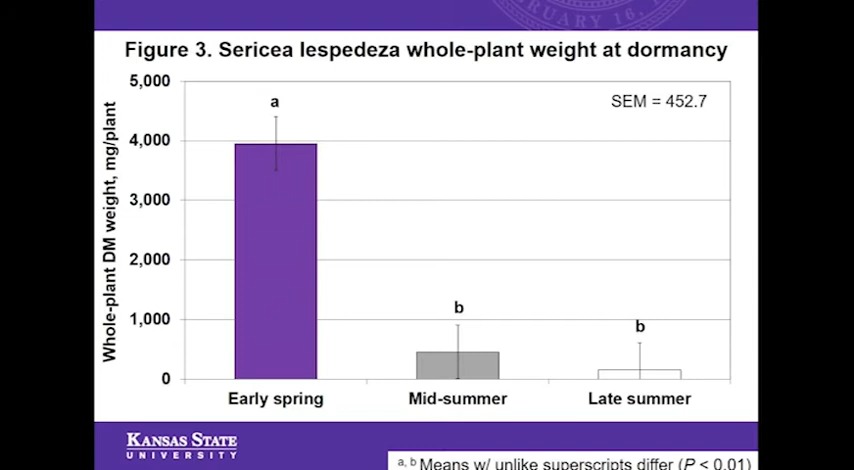 RUARY 16, 
Figure 3. Sericea lespedeza whole-plant weight at dormancy
SEM = 452.7
Whole-plant DM weight, mg/plant
5,000
4,000
3,000
2,000
1,000
0
a
b
b
Early spring
Mid-summer
Late summer
KANSAS STATE
UNIVERSITY
a, b Means w/ unlike superscripts differ (P < 0.01)